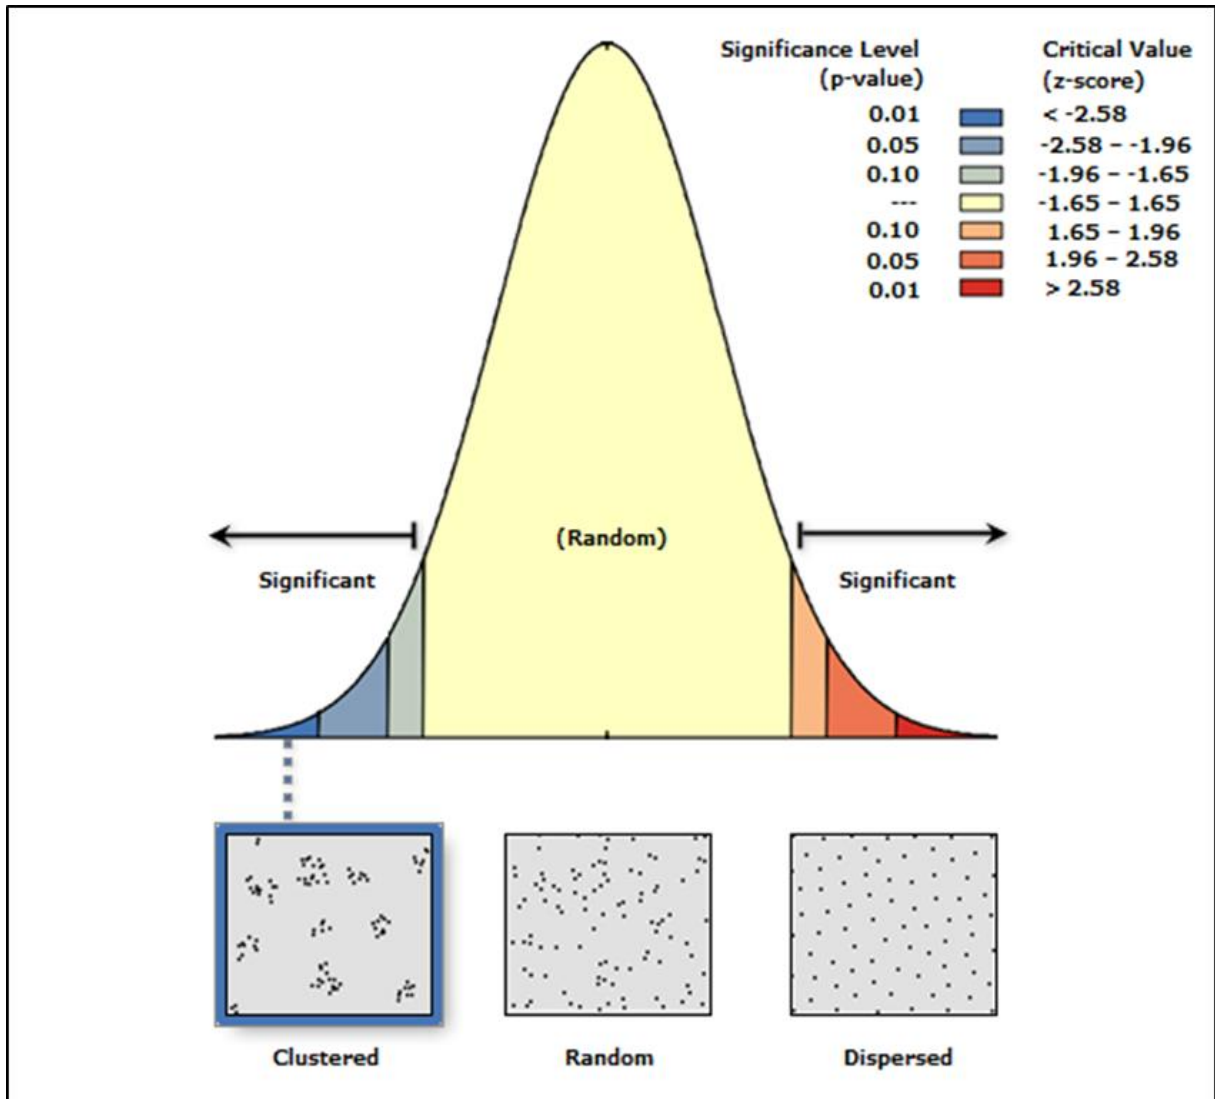 Significance Level Critical Value
(p-value) (z-score)
0.01 < -2.58
0.05 -2.58 – -1.96
0.10 -1.96 – -1.65
--- -1.65 – 1.65
0.10 1.65 – 1.96
0.05 1.96 – 2.58
0.01 > 2.58
(Random)
Significant Significant
Clustered Random Dispersed